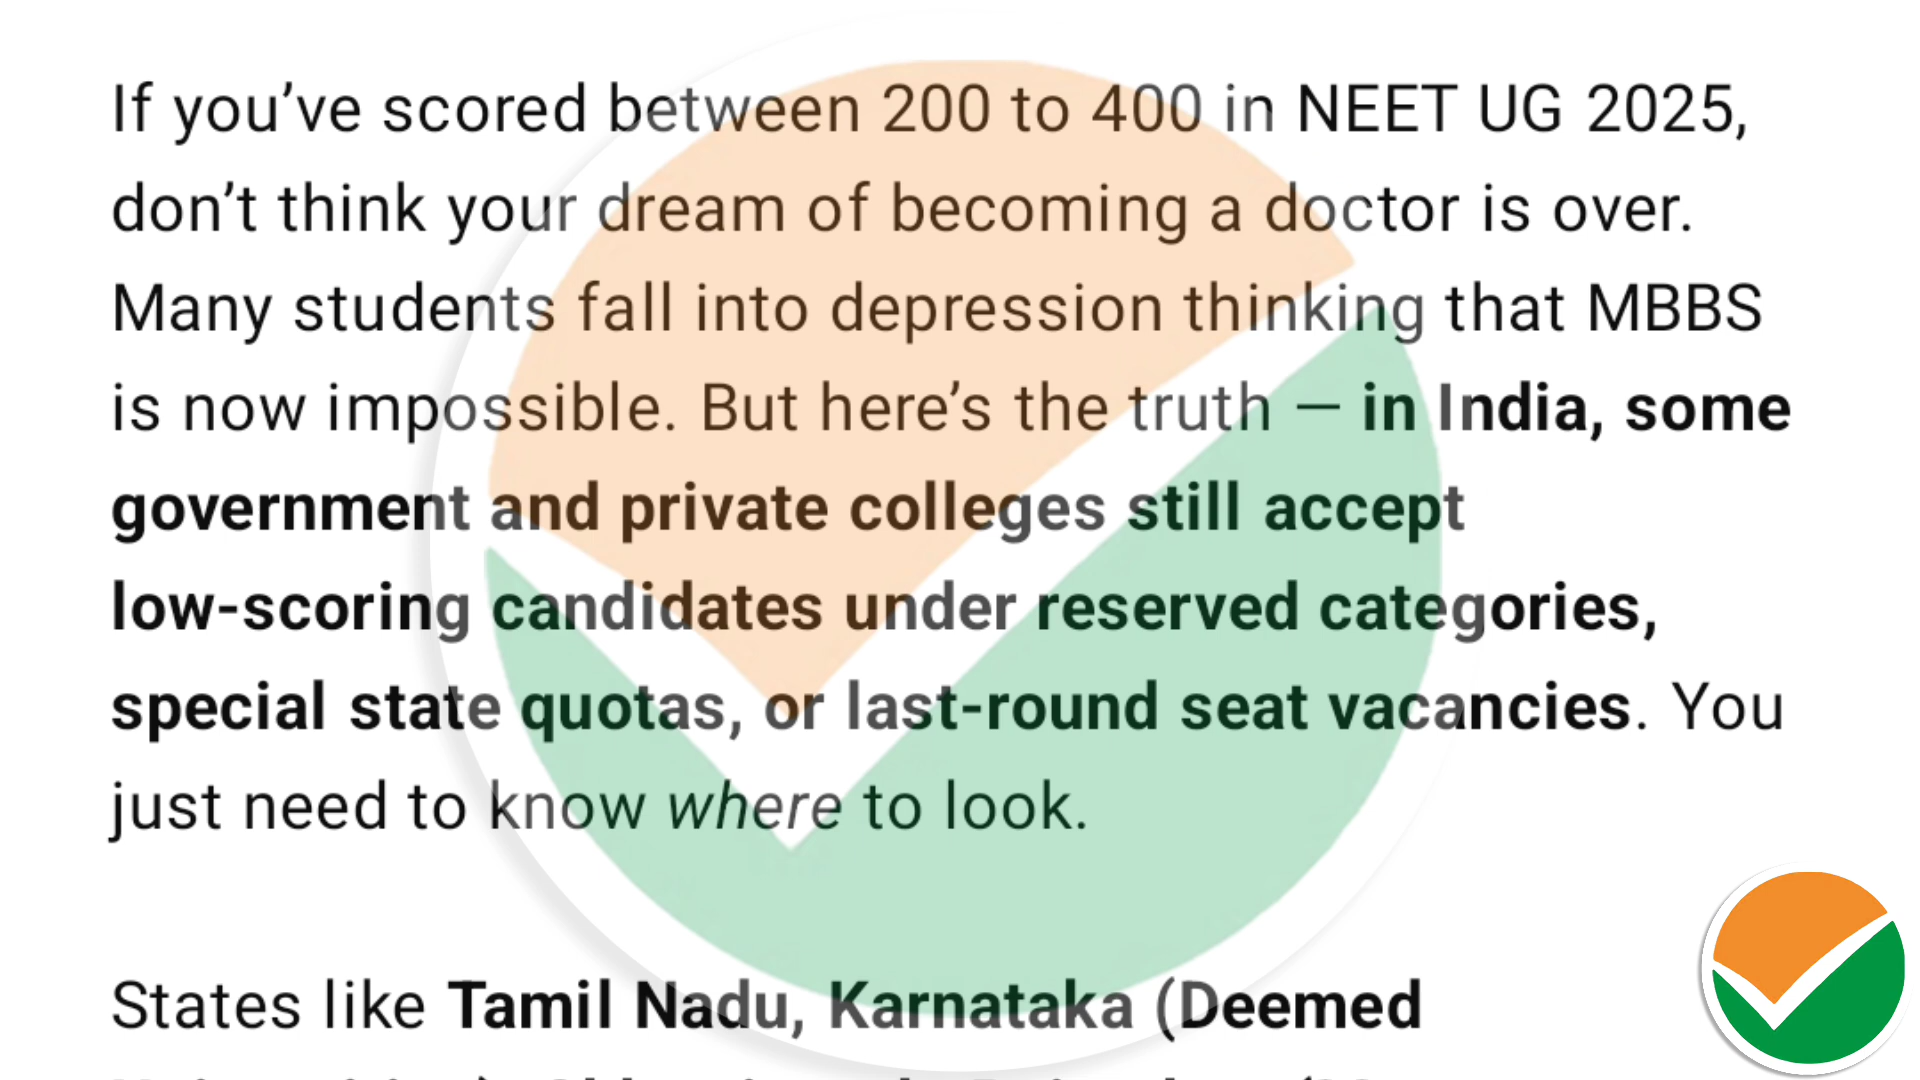 If you’ve scored between 200 to 400 in NEET UG 2025,
don’t think your dream of becoming a doctor is over.
Many students fall into depression thinking that MBBS
is now impossible. But here’s the truth — in India, some
government and private colleges still accept
low-scoring candidates under reserved categories,
special state quotas, or last-round seat vacancies. You
just need to know where to look.
States like Tamil Nadu, Karnataka (Deemed